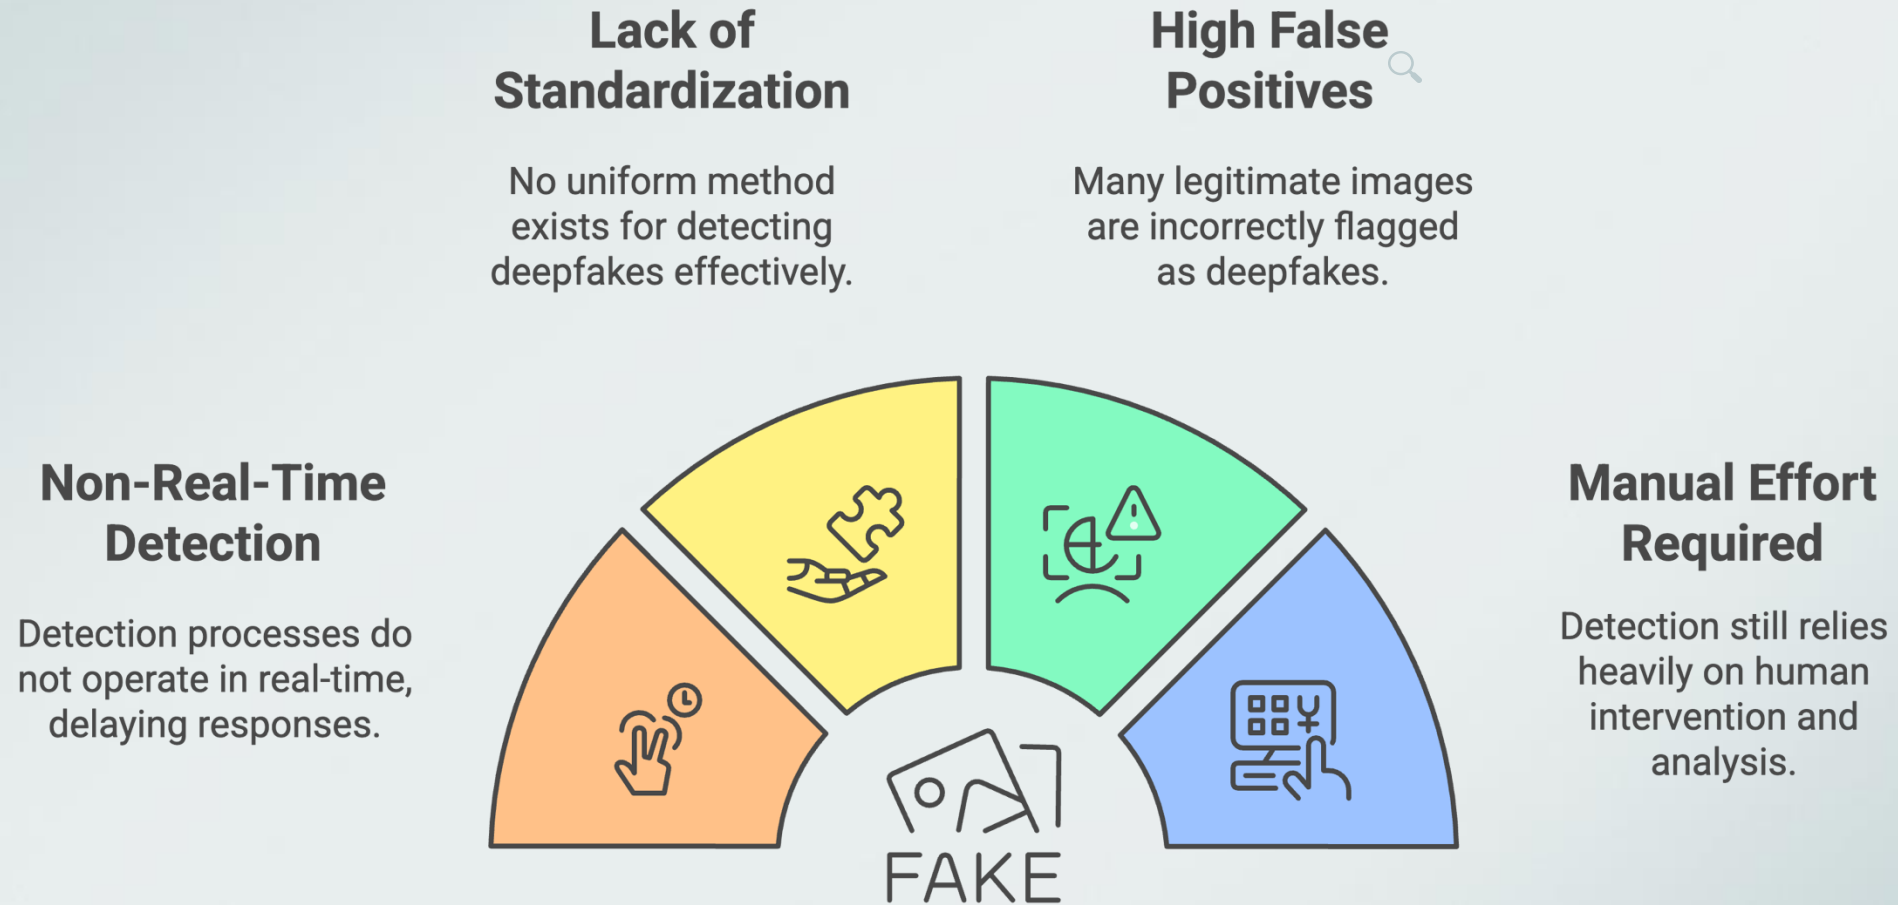 Lack of
Standardization
No uniform method
exists for detecting
deepfakes effectively.
High False
Positives
Many legitimate images
are incorrectly flagged
as deepfakes.
Non-Real-Time
Detection
Detection processes do
not operate in real-time,
delaying responses.
Manual Effort
Required
Detection still relies
heavily on human
intervention and
analysis.
¥
FAKE